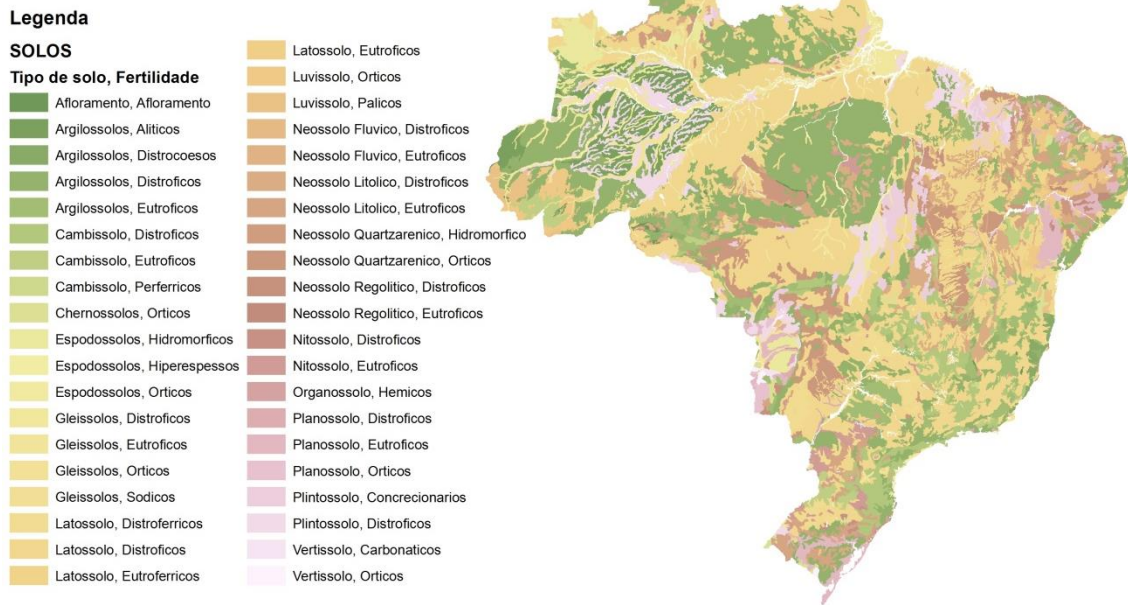 Legenda
SOLOS
Tipo de solo, Fertilidade
Afloramento, Afloramento
Argilossolos, Aliticos
Argilossolos, Distrocoesos
Argilossolos, Distroficos
Argilossolos, Eutroficos
Cambissolo, Distroficos
Cambissolo, Eutroficos
Cambissolo, Perferricos
Chernossolos, Orticos
Espodossolos, Hidromorficos
Espodossolos, Hiperespessos
Espodossolos, Orticos
Gleissolos, Distroficos
Gleissolos, Eutroficos
Gleissolos, Orticos
Gleissolos, Sodicos
Latossolo, Distroferricos
Latossolo, Distroficos
Latossolo, Eutroferricos
Latossolo, Eutroficos
Luvissolo, Orticos
Luvissolo, Palicos
Neossolo Fluvico, Distroficos
Neossolo Fluvico, Eutroficos
Neossolo Litolico, Distroficos
Neossolo Litolico, Eutroficos
Neossolo Quartzarenico, Hidromorfico
Neossolo Quartzarenico, Orticos
Neossolo Regolitico, Distroficos
Neossolo Regolitico, Eutroficos
Nitossolo, Distroficos
Nitossolo, Eutroficos
Organossolo, Hemicos
Planossolo, Distroficos
Planossolo, Eutroficos
Planossolo, Orticos
Plintossolo, Concrecionarios
Plintossolo, Distroficos
Vertissolo, Carbonaticos
Vertissolo, Orticos